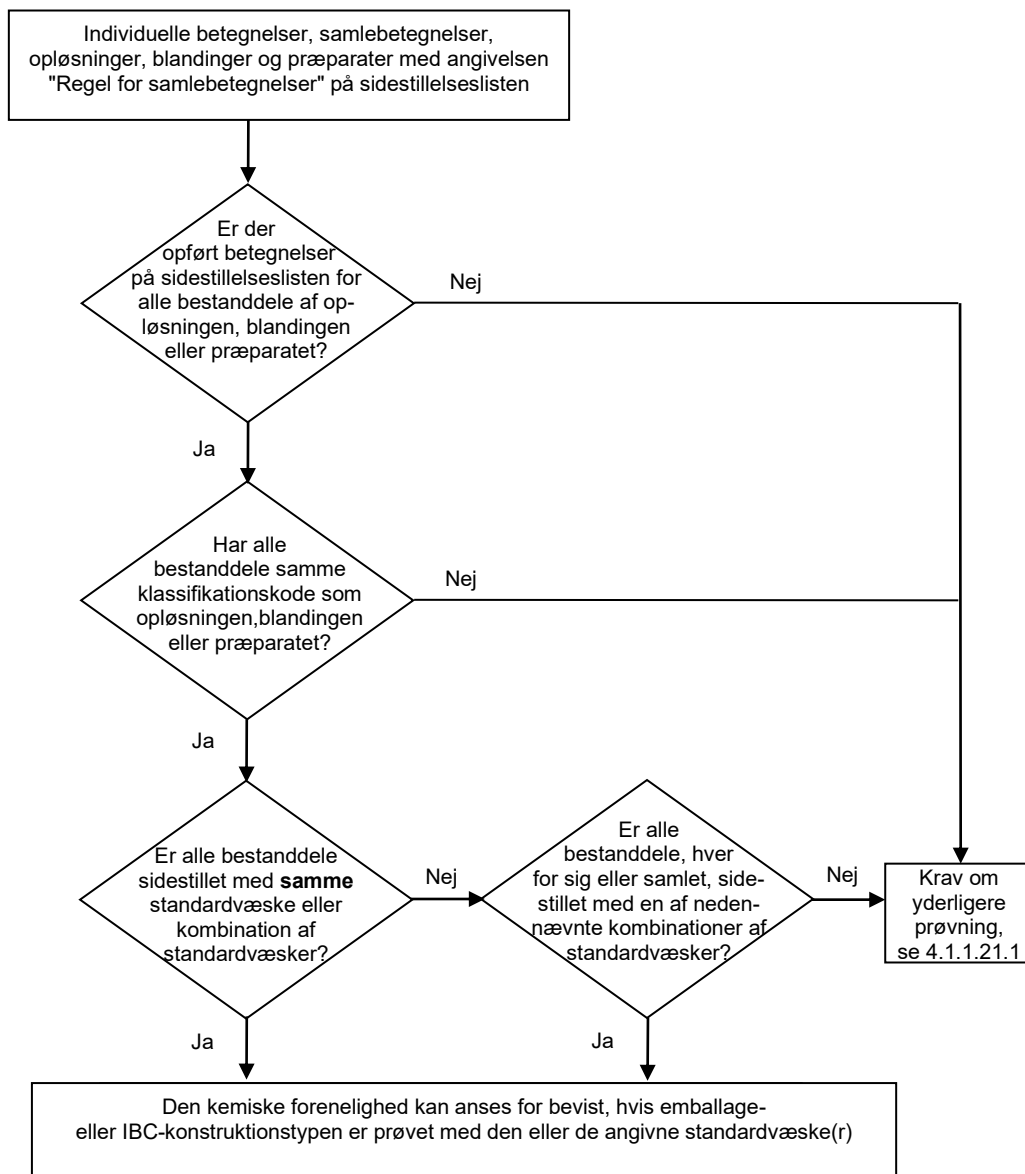 Individuelle betegnelser, samlebetegnelser,
opløsninger, blandinger og præparater med angivelsen
"Regel for samlebetegnelser" på sidestillelseslisten
Er der
opført betegnelser
på sidestillelseslisten for
alle bestanddele af op-
løsningen, blandingen
eller præparatet?
Nej
Ja
Har alle
bestanddele samme
klassifikationskode som
opløsningen,blandingen
eller præparatet?
Nej
Ja
Er alle bestanddele
sidestillet med samme
standardvæske eller
kombination af
standardvæsker?
Nej
Er alle
bestanddele, hver
for sig eller samlet, side-
stillet med en af neden-
nævnte kombinationer af
standardvæsker?
Nej
Krav om
yderligere
prøvning,
se 4.1.1.21.1
Ja
Ja
Den kemiske forenelighed kan anses for bevist, hvis emballage-
eller IBC-konstruktionstypen er prøvet med den eller de angivne standardvæske(r)